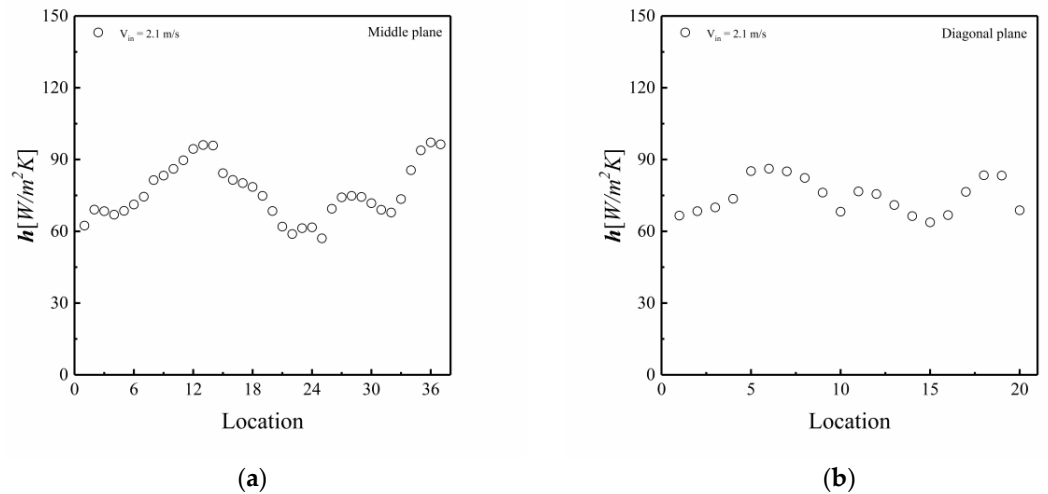 150
120
90
60
30
0
h[W/m²K]
V_in = 2.1 m/s
Middle plane
0 6 12 18 24 30 36
Location
(a)
150
120
90
60
30
0
h[W/m²K]
V_in = 2.1 m/s
Diagonal plane
0 5 10 15 20
Location
(b)